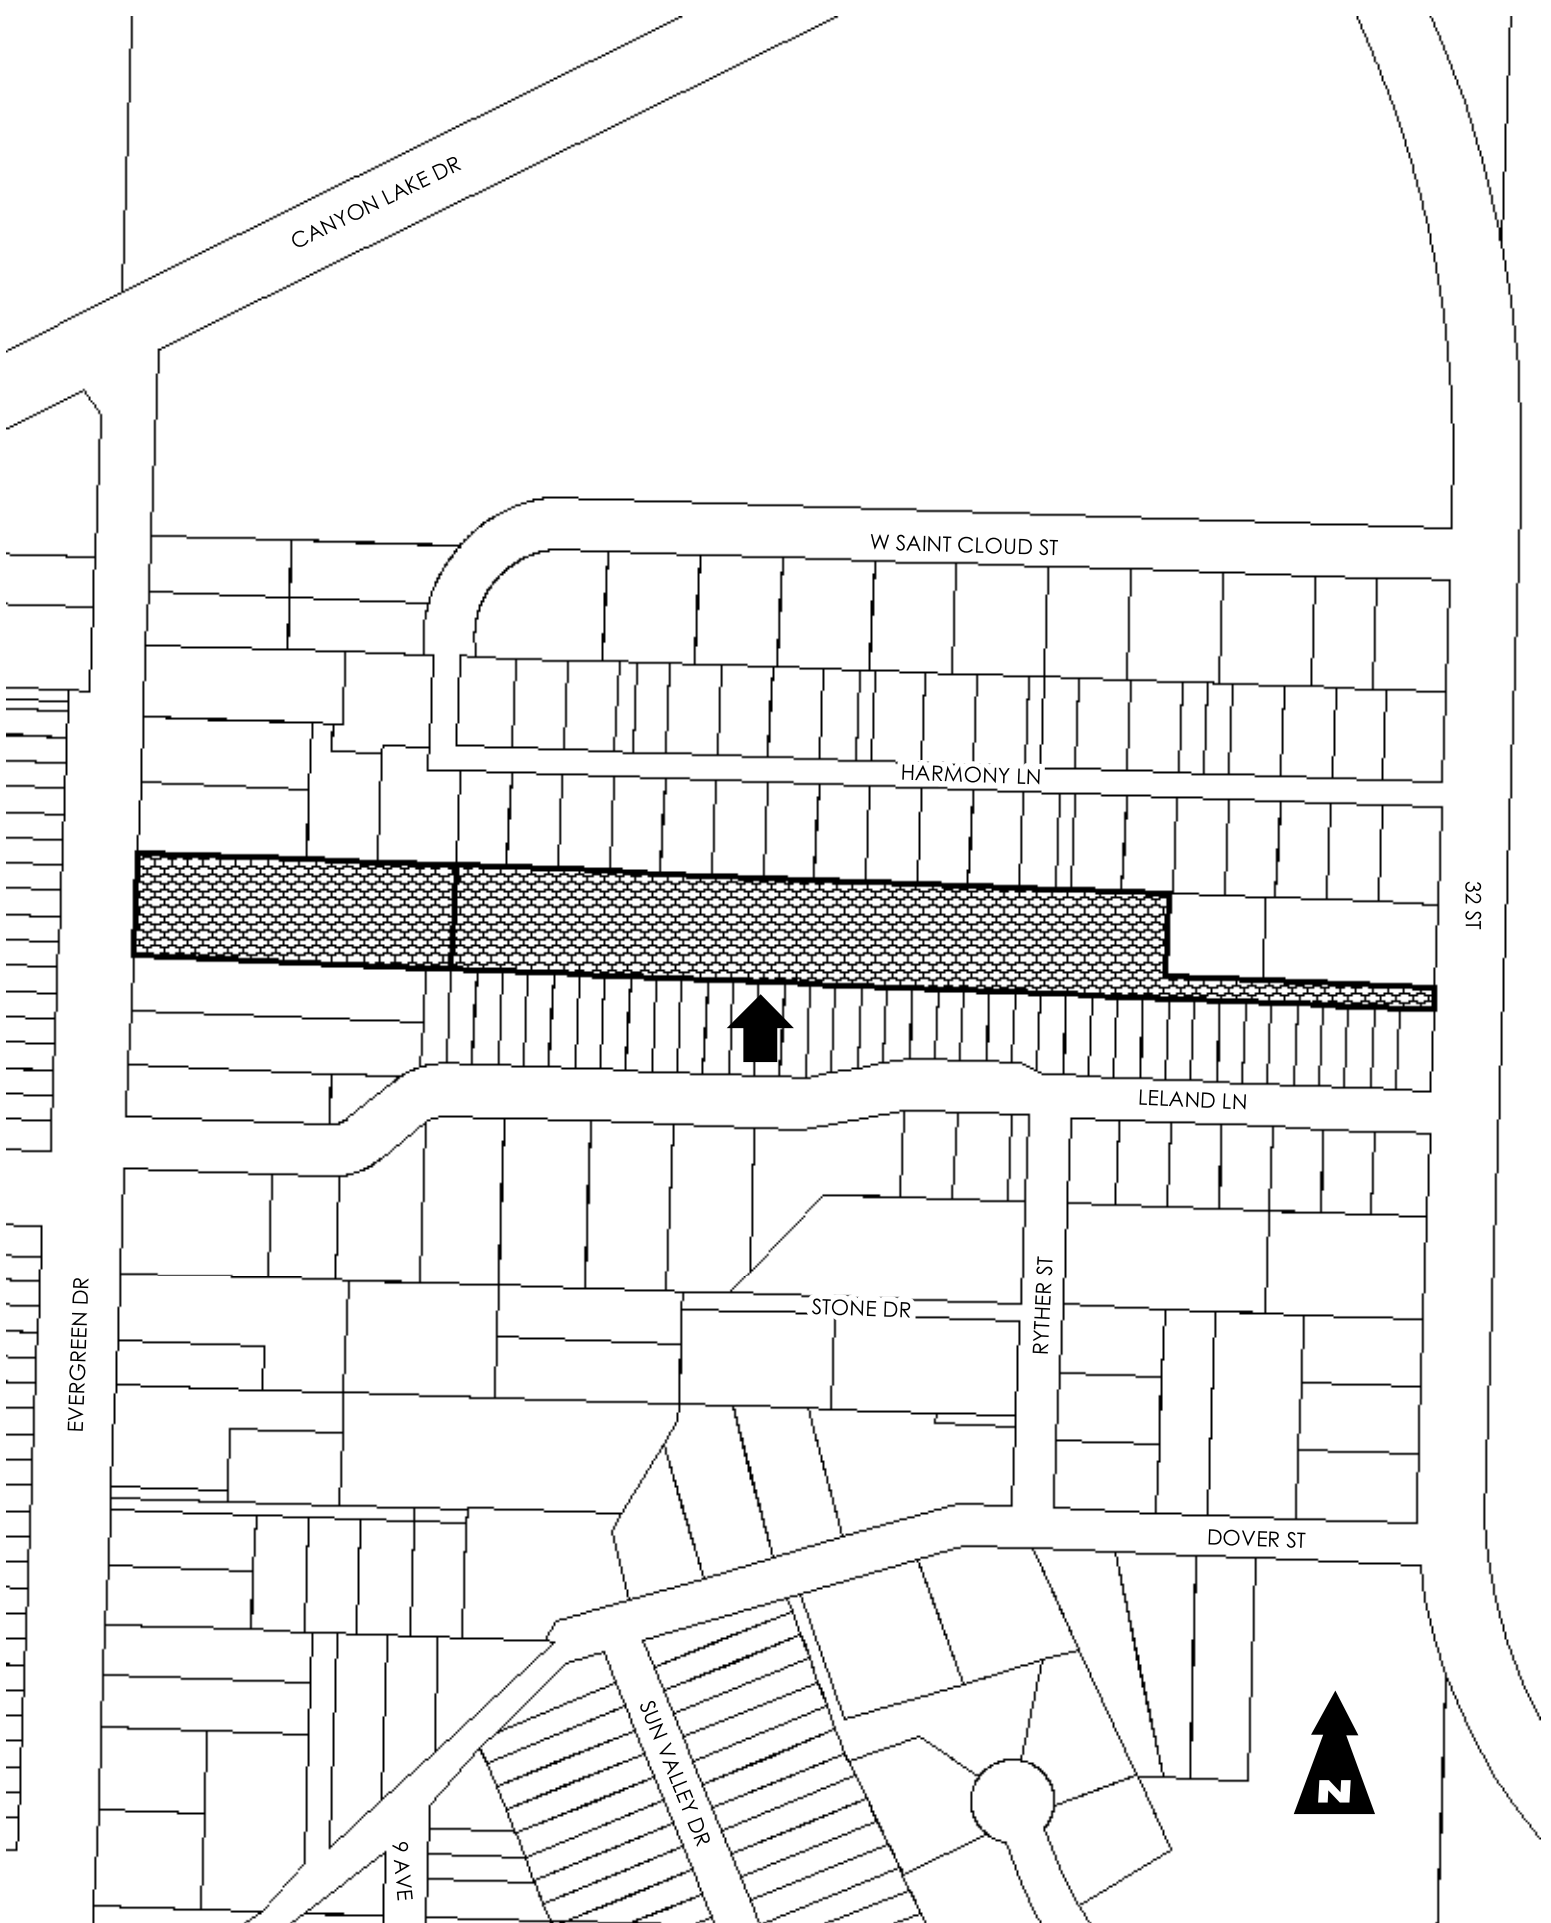 CANYON LAKE DR
W SAINT CLOUD ST
HARMONY LN
32 ST
LELAND LN
RYTHER ST
STONE DR
EVERGREEN DR
DOVER ST
SUN VALLEY DR
N
9 AVE